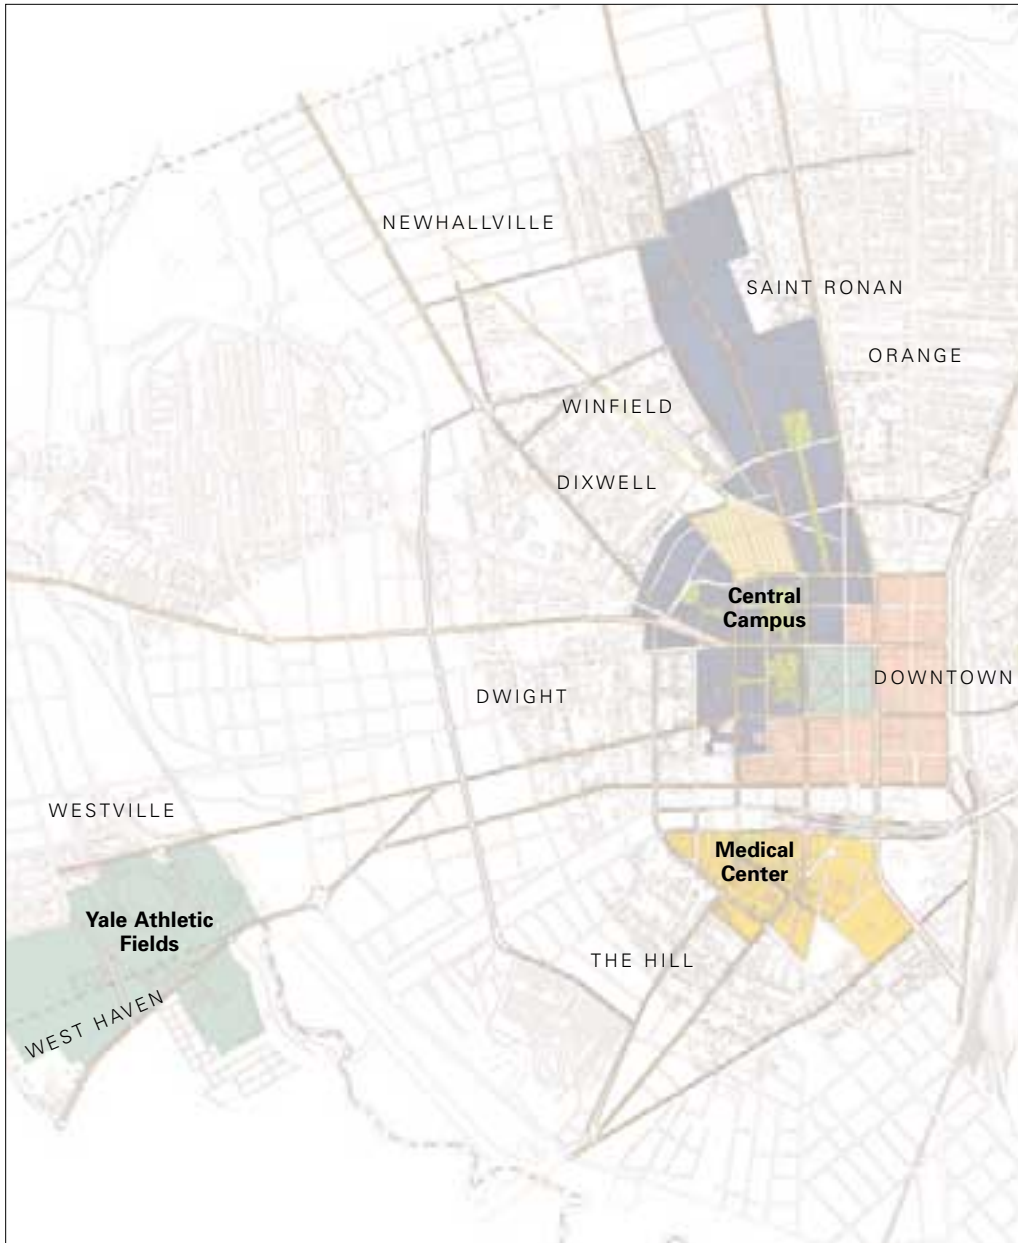 NEWHALLVILLE
SAINT RONAN
ORANGE
WINFIELD
DIXWELL
Central
Campus
DOWNTOWN
DWIGHT
WESTVILLE
Medical
Center
Yale Athletic
Fields
THE HILL
WEST HAVEN